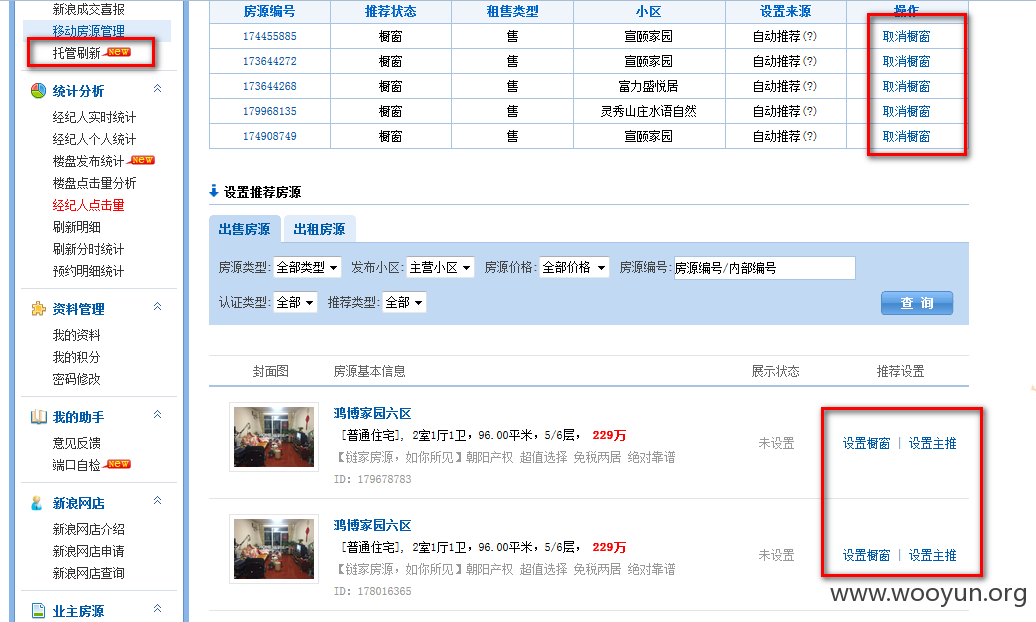 新浪成交喜报
移动房源管理
托管刷新 NEW
统计分析
经纪人实时统计
经纪人个人统计
楼盘发布统计 NEW
楼盘点击量分析
经纪人点击量
刷新明细
刷新分时统计
预约明细统计
资料管理
我的资料
我的积分
密码修改
我的助手
意见反馈
端口自检 NEW
新浪网店
新浪网店介绍
新浪网店申请
新浪网店查询
业主房源
房源编号 推荐状态 租售类型 小区 设置来源 操作
174455885 橱窗 售 宣颐家园 自动推荐(?) 取消橱窗
173644272 橱窗 售 宣颐家园 自动推荐(?) 取消橱窗
173644268 橱窗 售 富力盛悦居 自动推荐(?) 取消橱窗
179968135 橱窗 售 灵秀山庄水语自然 自动推荐(?) 取消橱窗
174908749 橱窗 售 宣颐家园 自动推荐(?) 取消橱窗
设置推荐房源
出售房源 出租房源
房源类型: 全部类型 发布小区: 主营小区 房源价格: 全部价格 房源编号: 房源编号/内部编号
认证类型: 全部 推荐类型: 全部 查 询
封面图 房源基本信息 展示状态 推荐设置
鸿博家园六区
[普通住宅], 2室1厅1卫, 96.00平米, 5/6层, 229万
【链家房源，如你所见】朝阳产权 超值选择 免税两居 绝对靠谱
ID: 179678783
未设置 设置橱窗 | 设置主推
鸿博家园六区
[普通住宅], 2室1厅1卫, 96.00平米, 5/6层, 229万
【链家房源，如你所见】朝阳产权 超值选择 免税两居 绝对靠谱
ID: 178016365
未设置 设置橱窗 | 设置主推
www.wooyun.org